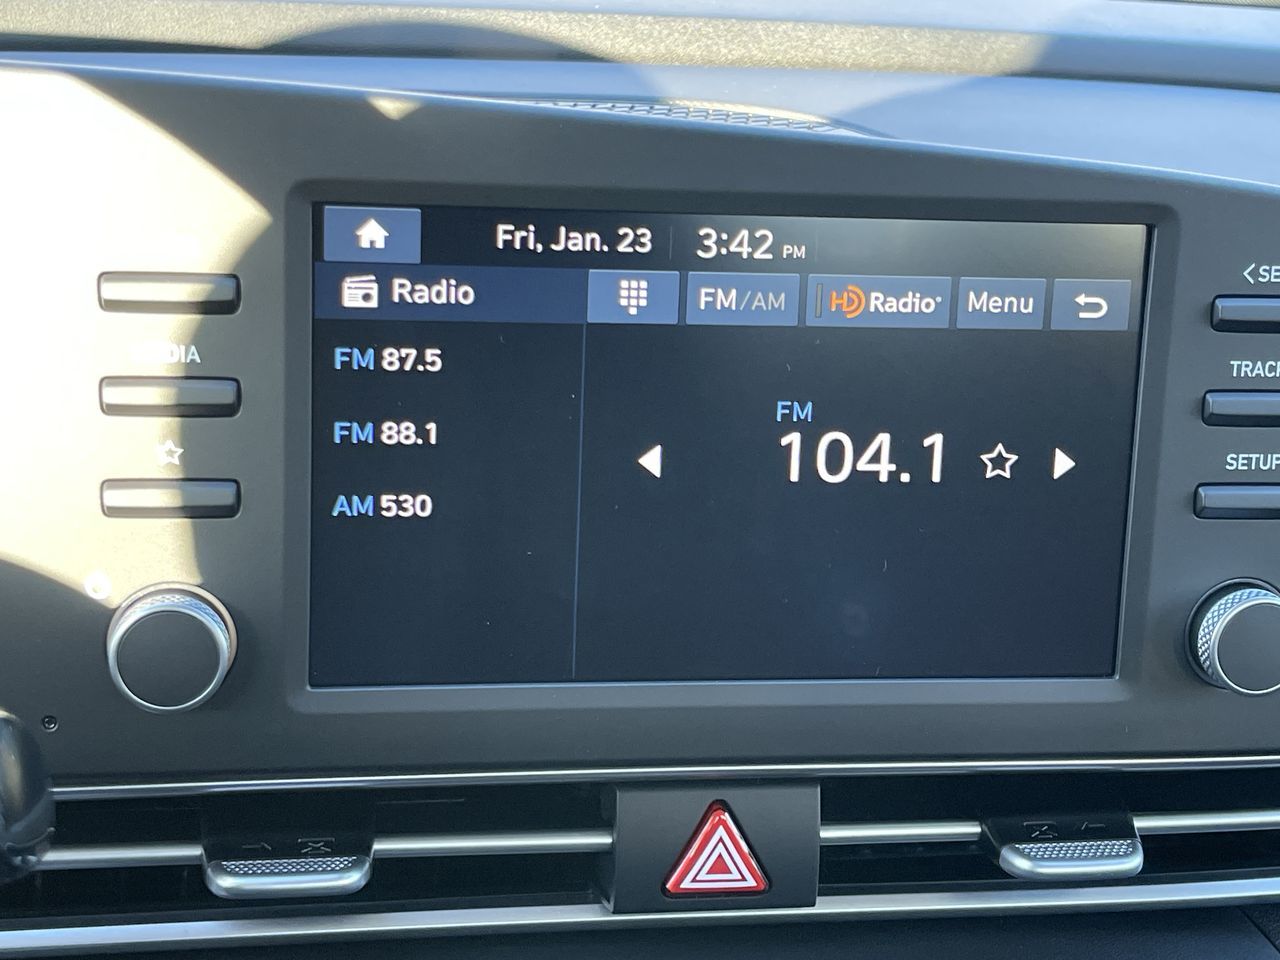 Fri, Jan. 23 3:42 PM
Radio FM/AM HD Radio Menu
FM 87.5
FM 88.1
AM 530
FM
104.1
<SE
TRACK
SETUP